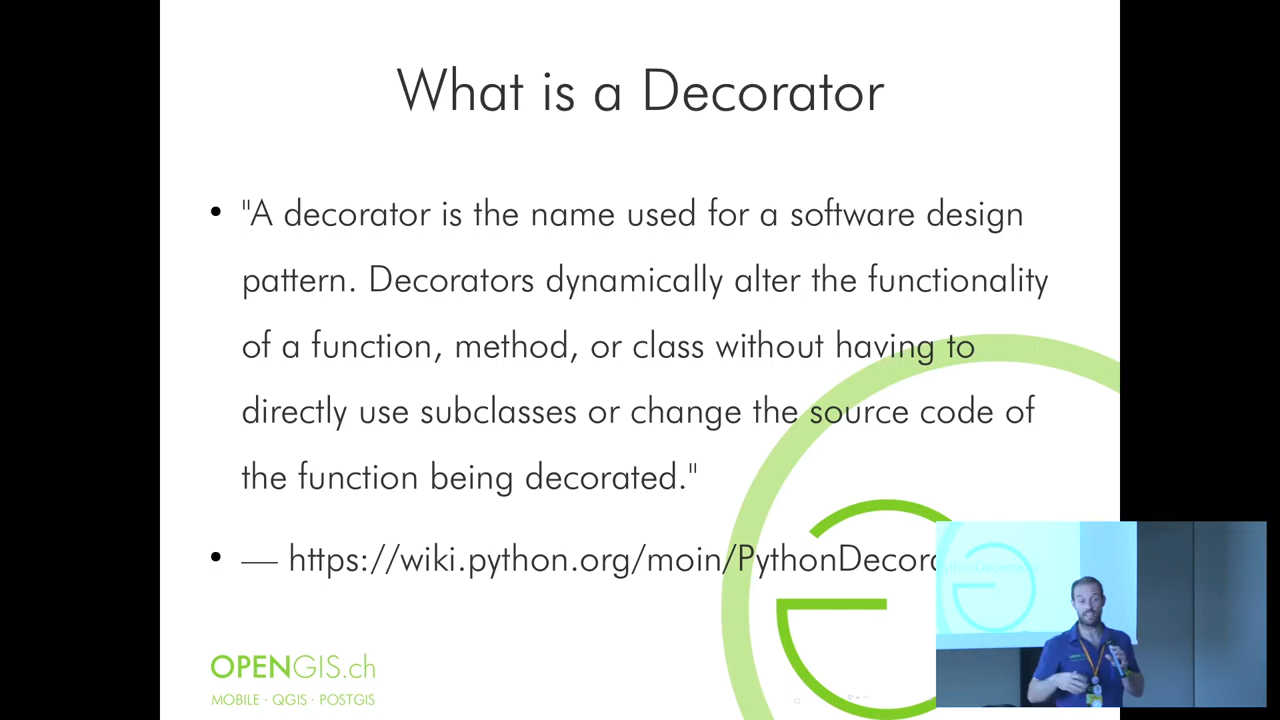 What is a Decorator
• "A decorator is the name used for a software design
pattern. Decorators dynamically alter the functionality
of a function, method, or class without having to
directly use subclasses or change the source code of
the function being decorated."
• — https://wiki.python.org/moin/PythonDecora
PythonDecorators
OPENGIS.ch
MOBILE · QGIS · POSTGIS